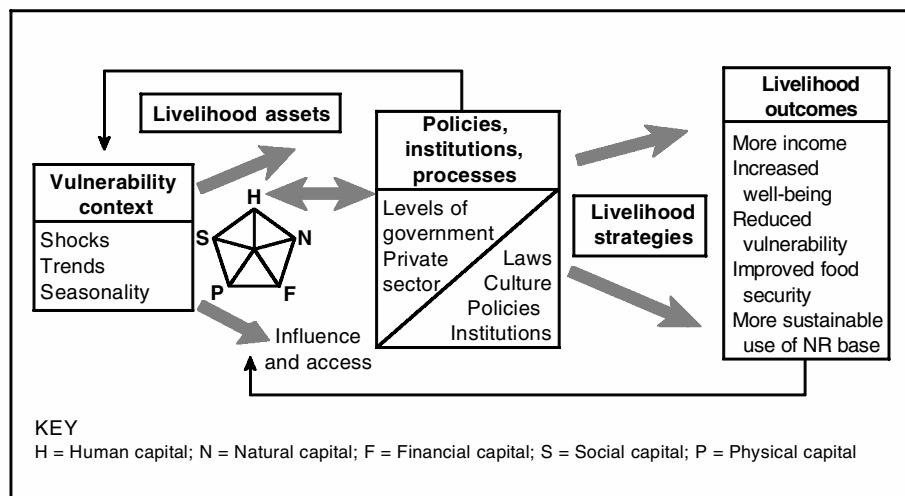 Livelihood assets
Vulnerability
context
Shocks
Trends
Seasonality
H
S
N
P
F
Influence
and access
Policies,
institutions,
processes
Levels of
government
Private
sector
Laws
Culture
Policies
Institutions
Livelihood
strategies
Livelihood
outcomes
More income
Increased
well-being
Reduced
vulnerability
Improved food
security
More sustainable
use of NR base
KEY
H = Human capital; N = Natural capital; F = Financial capital; S = Social capital; P = Physical capital